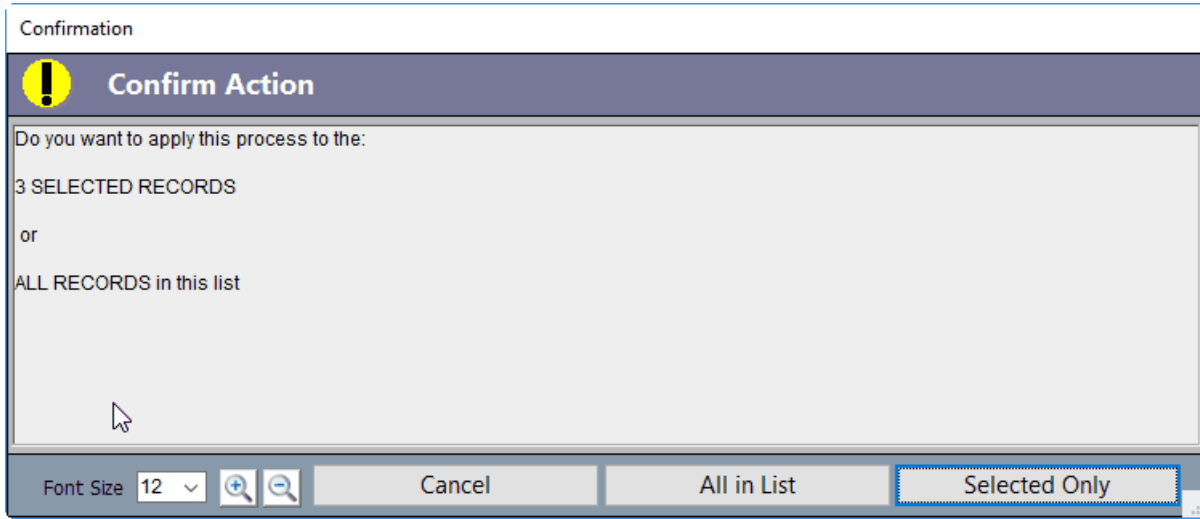 Confirmation
Confirm Action
Do you want to apply this process to the:
3 SELECTED RECORDS
or
ALL RECORDS in this list
Font Size 12 Cancel All in List Selected Only